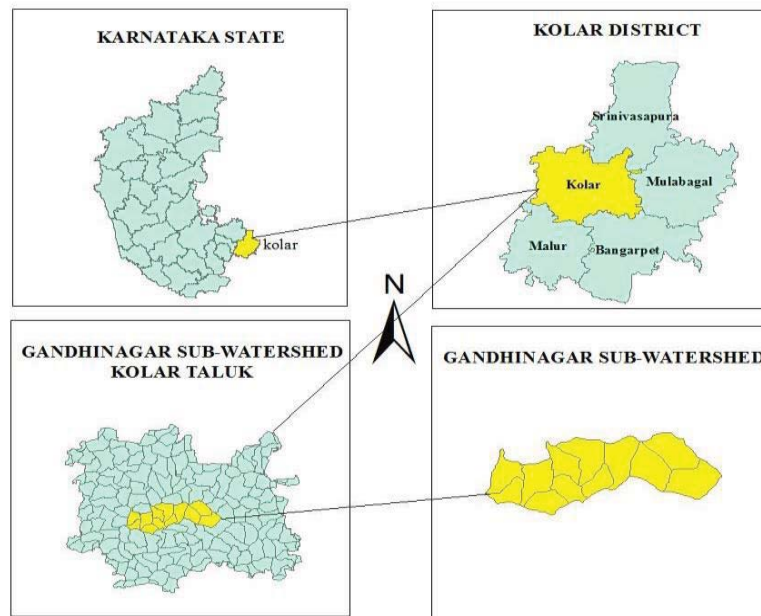 KARNATAKA STATE
kolar
KOLAR DISTRICT
Srinivasapura
Kolar
Mulabagal
Malur
Bangarpet
N
GANDHINAGAR SUB-WATERSHED
KOLAR TALUK
GANDHINAGAR SUB-WATERSHED